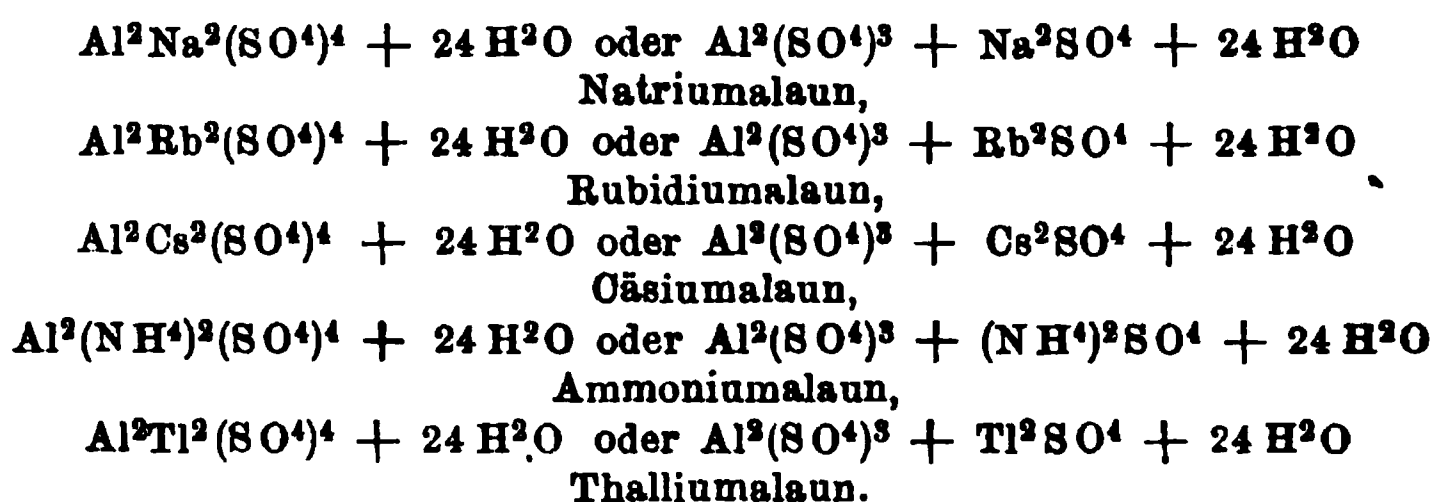 Al²Na²(SO⁴)⁴ + 24 H²O oder Al²(SO⁴)³ + Na²SO⁴ + 24 H²O
Natriumalaun,
Al²Rb²(SO⁴)⁴ + 24 H²O oder Al²(SO⁴)³ + Rb²SO⁴ + 24 H²O
Rubidiumalaun,
Al²Cs²(SO⁴)⁴ + 24 H²O oder Al²(SO⁴)³ + Cs²SO⁴ + 24 H²O
Cäsiumalaun,
Al²(NH⁴)²(SO⁴)⁴ + 24 H²O oder Al²(SO⁴)³ + (NH⁴)²SO⁴ + 24 H²O
Ammoniumalaun,
Al²Tl²(SO⁴)⁴ + 24 H²O oder Al²(SO⁴)³ + Tl²SO⁴ + 24 H²O
Thalliumalaun.